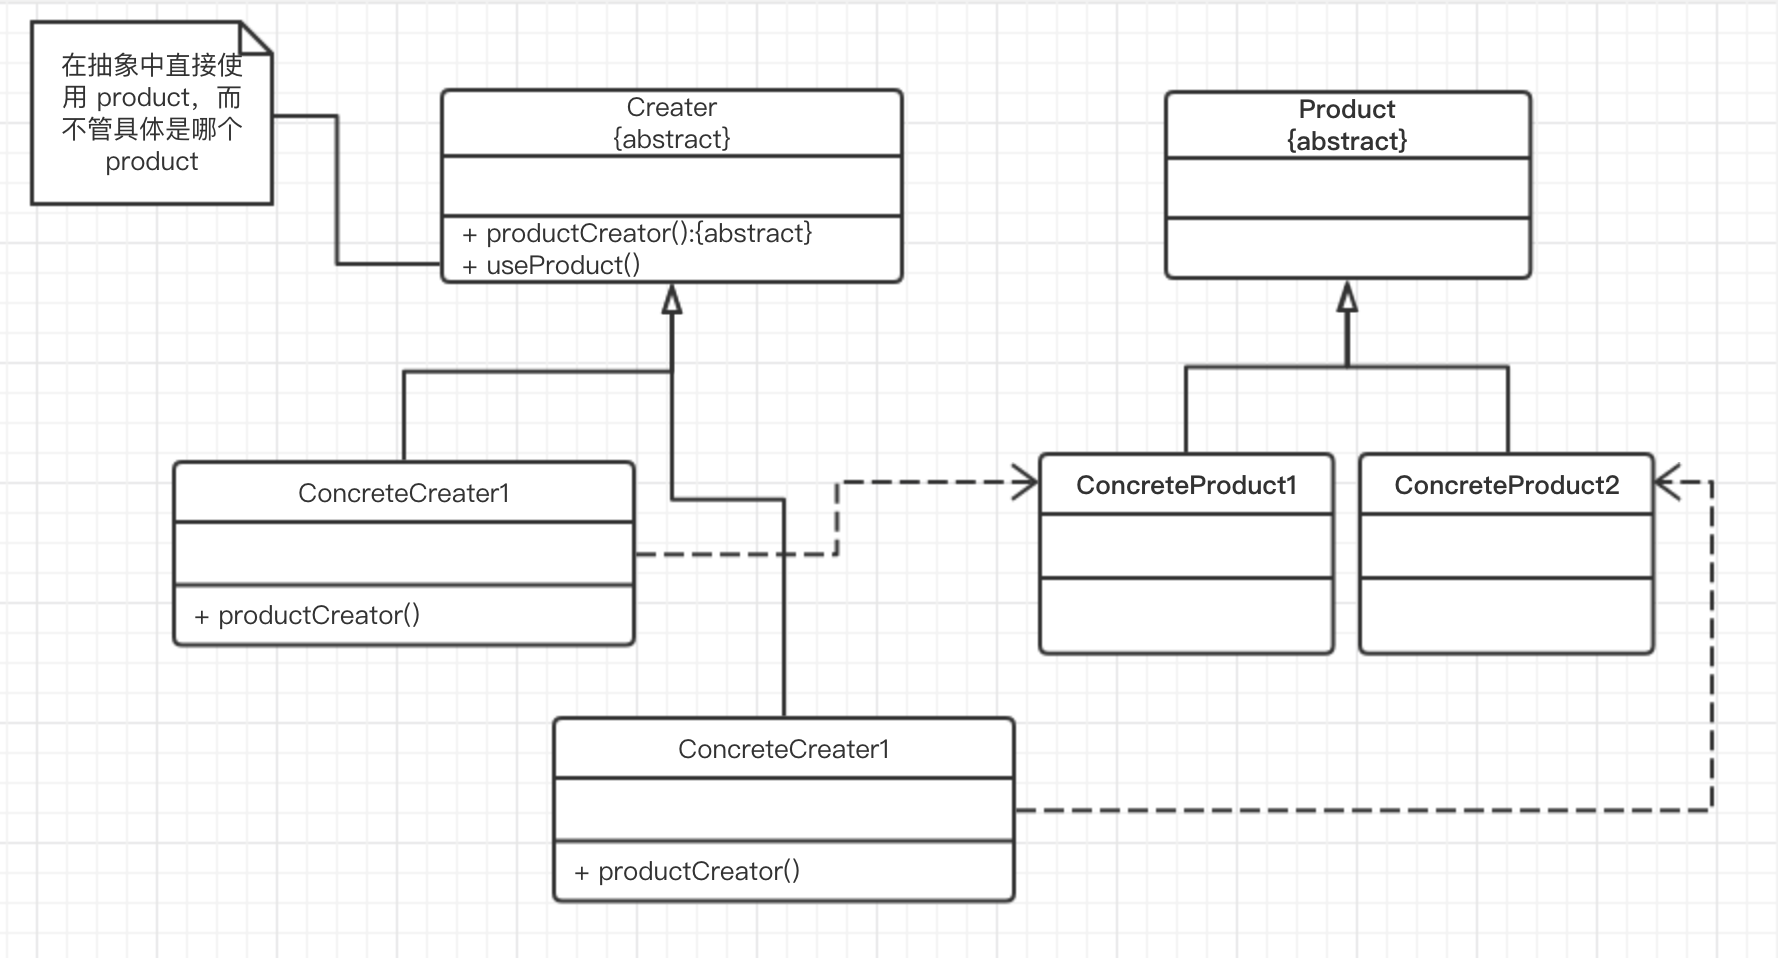 在抽象中直接使
用 product，而
不管具体是哪个
product
Creater
{abstract}
+ productCreator():{abstract}
+ useProduct()
Product
{abstract}
ConcreteCreater1
+ productCreator()
ConcreteProduct1
ConcreteProduct2
ConcreteCreater1
+ productCreator()